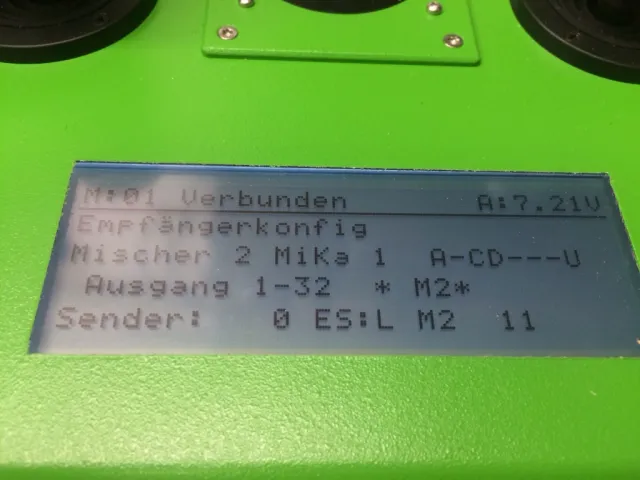 M:01 Verbunden A:7.21V
Empfängerkonfig
Mischer 2 MiKa 1 A-CD---U
Ausgang 1-32 * M2*
Sender: 0 ES:L M2 11